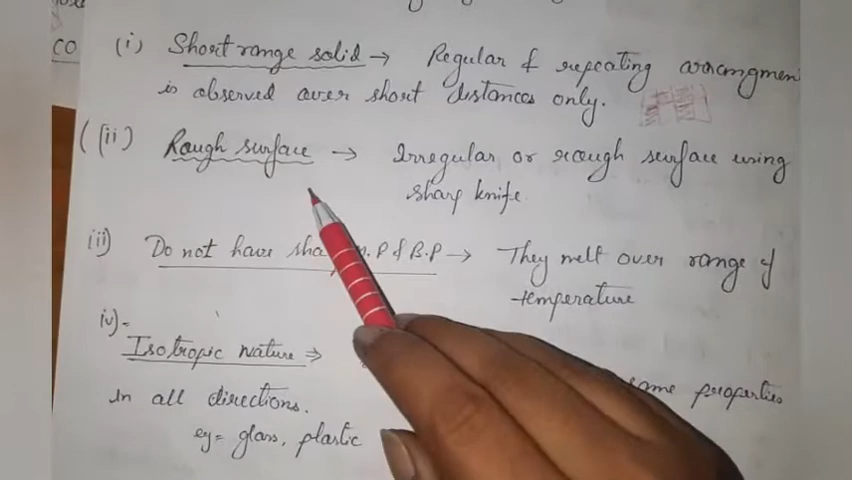 CO
(i) Short range solid → Regular & repeating arrangmen
is observed over short distances only.
(ii) Rough surface → Irregular or rough surface using
sharp knife.
iii) Do not have sha M.P & B.P → They melt over range of
temperature
iv) Isotropic nature ⇒ same properties
in all directions.
eg = glass, plastic